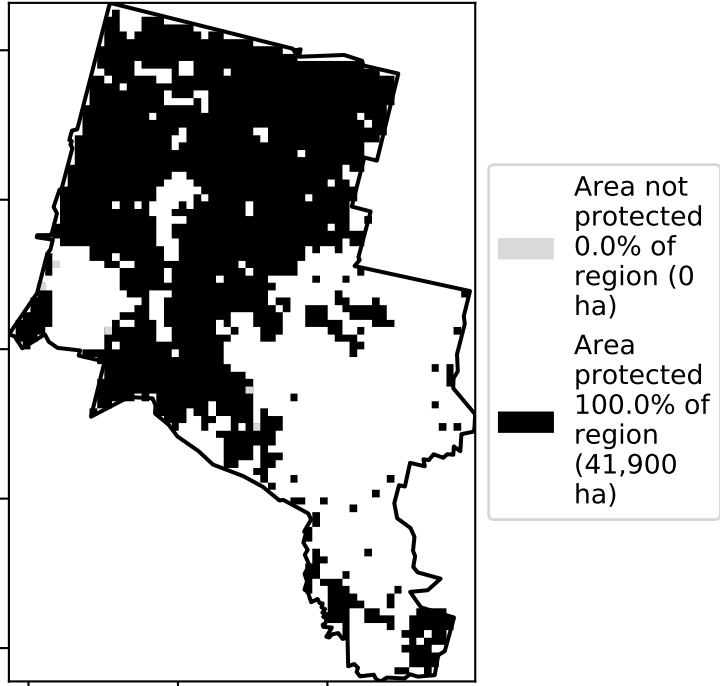 Area not
protected
0.0% of
region (0
ha)
Area
protected
100.0% of
region
(41,900
ha)